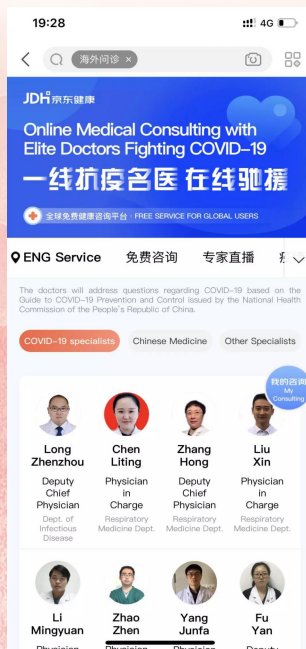 19:28
4G
海外问诊 ×
JDH 京东健康
Online Medical Consulting with
Elite Doctors Fighting COVID-19
一线抗疫名医 在线驰援
全球免费健康咨询平台 · FREE SERVICE FOR GLOBAL USERS
ENG Service 免费咨询 专家直播
The doctors will address questions regarding COVID-19 based on the
Guide to COVID-19 Prevention and Control issued by the National Health
Commission of the People's Republic of China.
COVID-19 specialists Chinese Medicine Other Specialists
我的咨询
My
Consulting
Long
Zhenzhou
Deputy
Chief
Physician
Dept. of
Infectious
Disease
Chen
Liting
Physician
in
Charge
Respiratory
Medicine Dept.
Zhang
Hong
Deputy
Chief
Physician
Respiratory
Medicine Dept.
Liu
Xin
Physician
in
Charge
Respiratory
Medicine Dept.
Li
Mingyuan
Physician
Zhao
Zhen
Physician
Yang
Junfa
Physician
Fu
Yan
Deputy